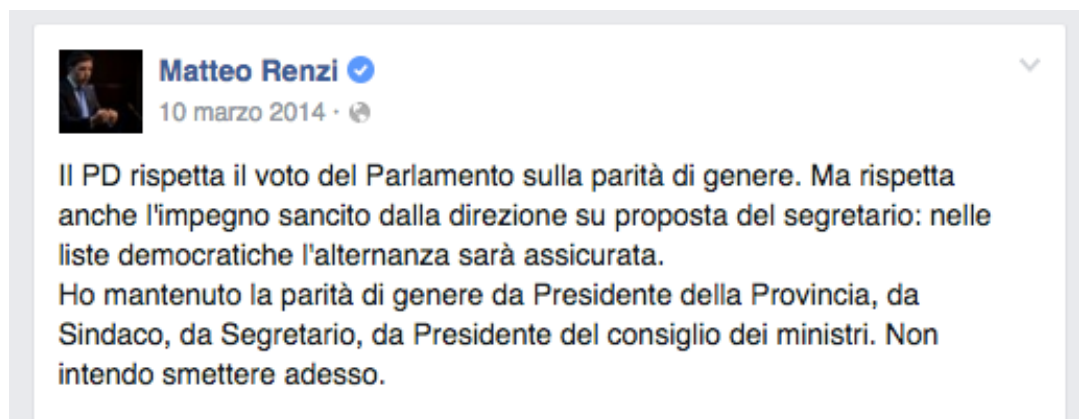 Matteo Renzi
10 marzo 2014 ·
Il PD rispetta il voto del Parlamento sulla parità di genere. Ma rispetta
anche l'impegno sancito dalla direzione su proposta del segretario: nelle
liste democratiche l'alternanza sarà assicurata.
Ho mantenuto la parità di genere da Presidente della Provincia, da
Sindaco, da Segretario, da Presidente del consiglio dei ministri. Non
intendo smettere adesso.